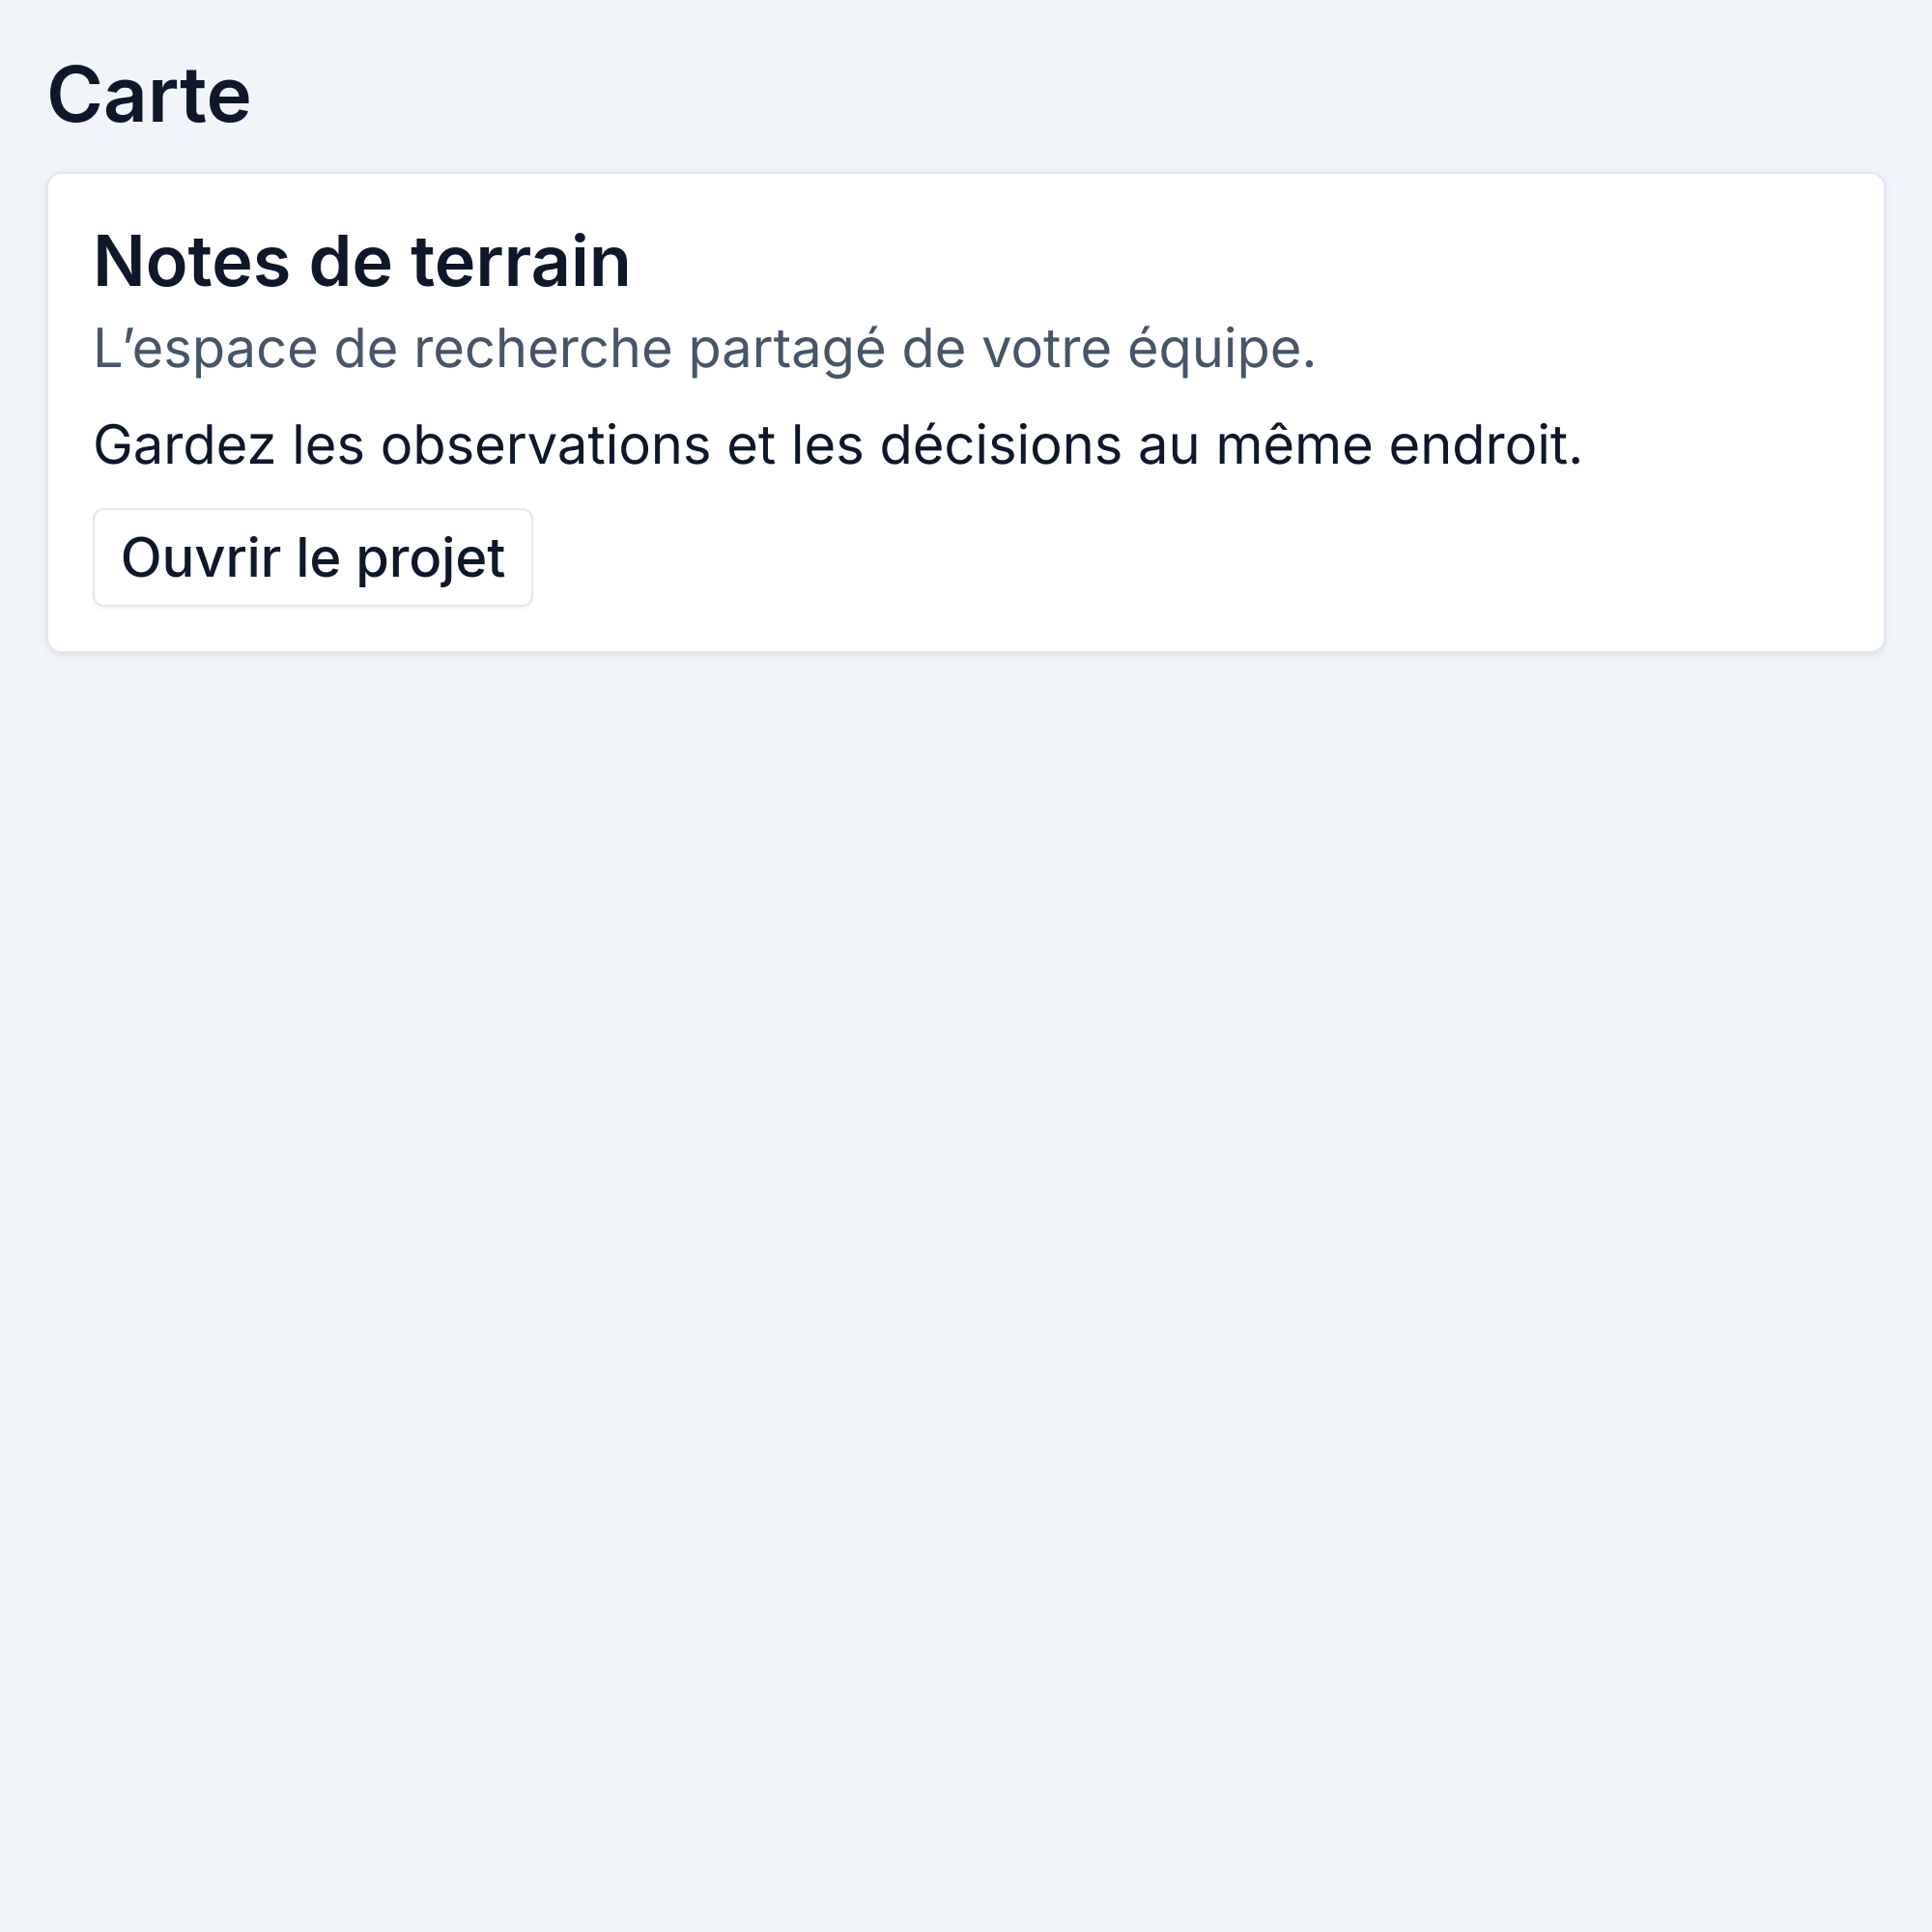 Carte
Notes de terrain
L’espace de recherche partagé de votre équipe.
Gardez les observations et les décisions au même endroit.
Ouvrir le projet